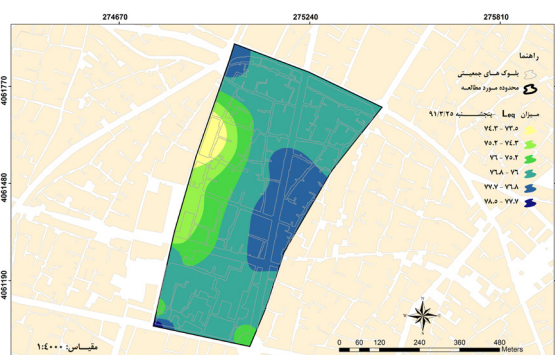 274670 275240 275810
4061770
4061480
4061190
راهنما
بلوک های جمعیتی
محدوده مورد مطالعه
میزان Leq - پنجشنبه ۹۱/۳/۲۵
۷۴.۳ - ۷۳.۵
۷۵.۲ - ۷۴.۳
۷۶ - ۷۵.۲
۷۶.۸ - ۷۶
۷۷.۷ - ۷۶.۸
۷۸.۵ - ۷۷.۷
N
0 60 120 240 360 480
Meters
مقیاس: ۱:۴۰۰۰